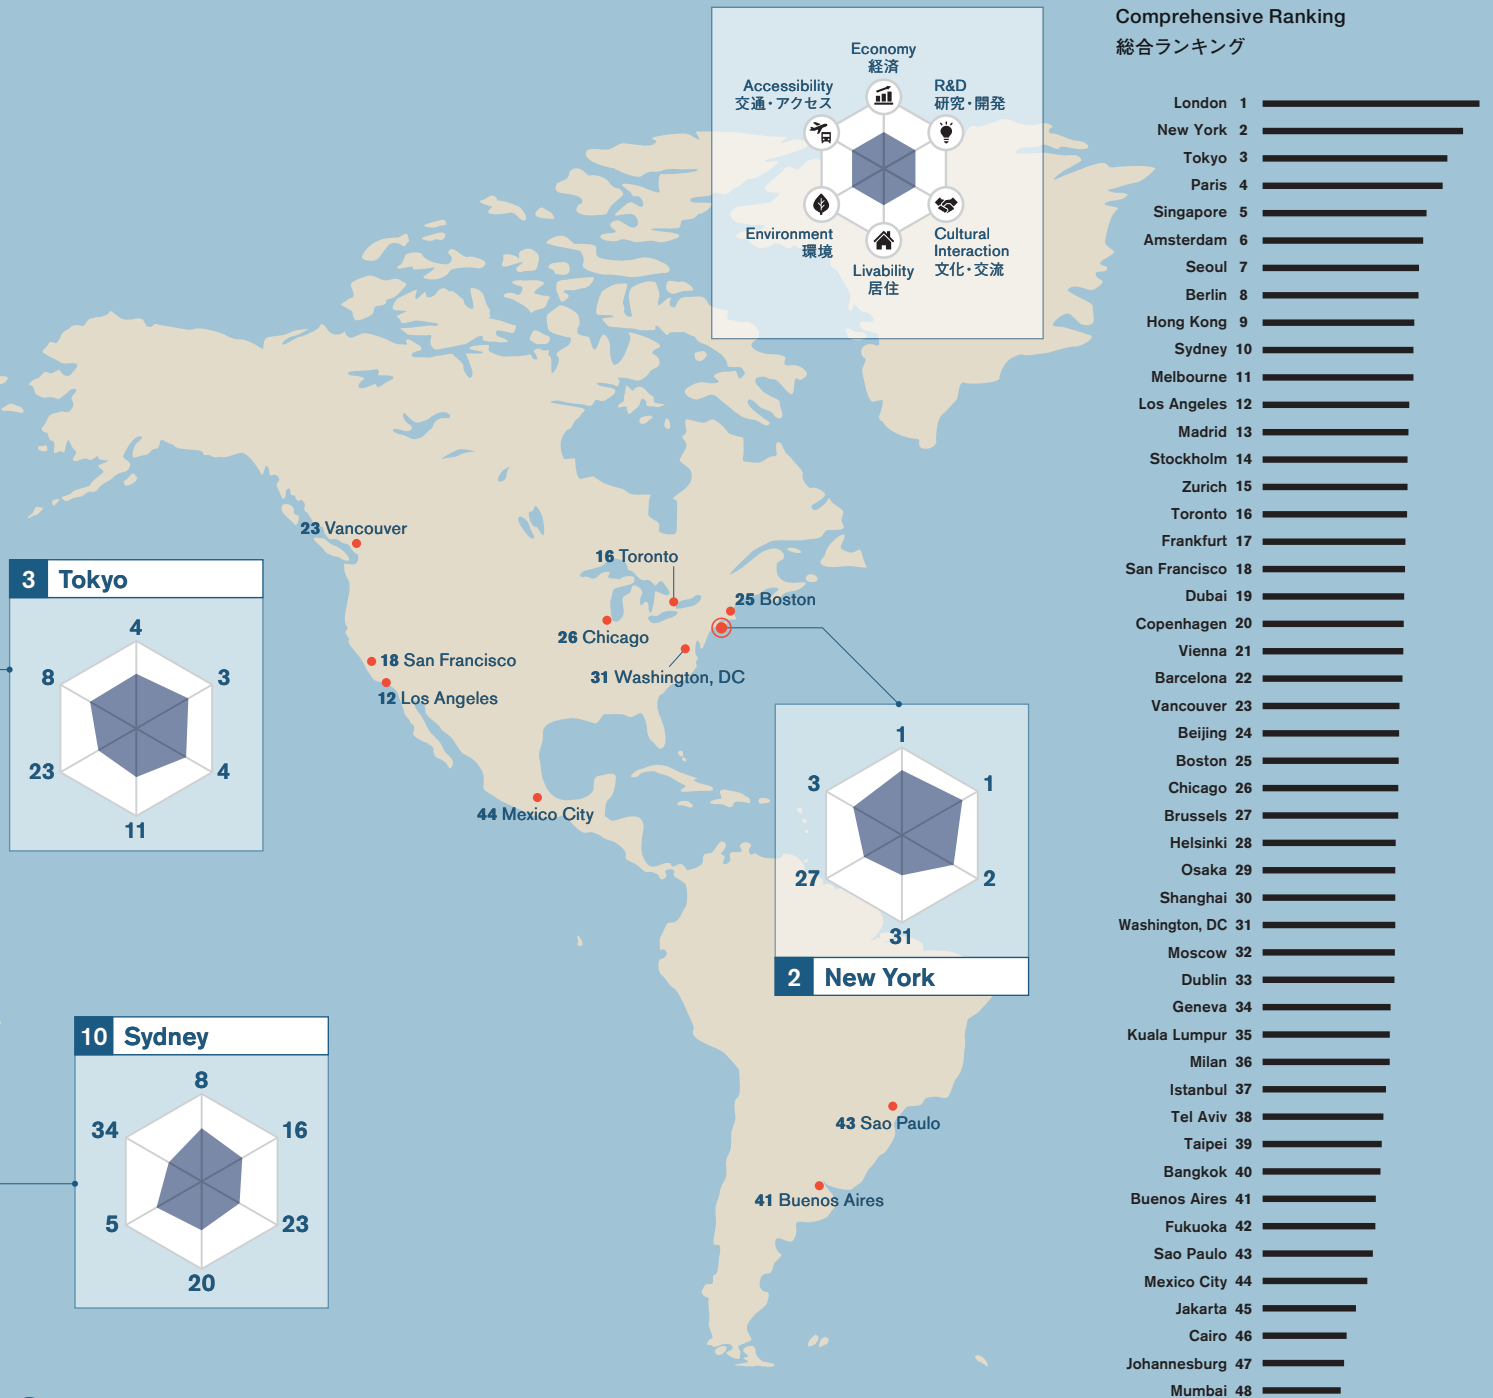 Economy
経済
Accessibility
交通・アクセス
R&D
研究・開発
Environment
環境
Cultural
Interaction
文化・交流
Livability
居住
23 Vancouver
16 Toronto
25 Boston
26 Chicago
31 Washington, DC
18 San Francisco
12 Los Angeles
44 Mexico City
43 Sao Paulo
41 Buenos Aires
3 Tokyo
4
8
3
23
4
11
1
3
1
27
2
31
2 New York
10 Sydney
8
34
16
5
23
20
Comprehensive Ranking
総合ランキング
London 1
New York 2
Tokyo 3
Paris 4
Singapore 5
Amsterdam 6
Seoul 7
Berlin 8
Hong Kong 9
Sydney 10
Melbourne 11
Los Angeles 12
Madrid 13
Stockholm 14
Zurich 15
Toronto 16
Frankfurt 17
San Francisco 18
Dubai 19
Copenhagen 20
Vienna 21
Barcelona 22
Vancouver 23
Beijing 24
Boston 25
Chicago 26
Brussels 27
Helsinki 28
Osaka 29
Shanghai 30
Washington, DC 31
Moscow 32
Dublin 33
Geneva 34
Kuala Lumpur 35
Milan 36
Istanbul 37
Tel Aviv 38
Taipei 39
Bangkok 40
Buenos Aires 41
Fukuoka 42
Sao Paulo 43
Mexico City 44
Jakarta 45
Cairo 46
Johannesburg 47
Mumbai 48